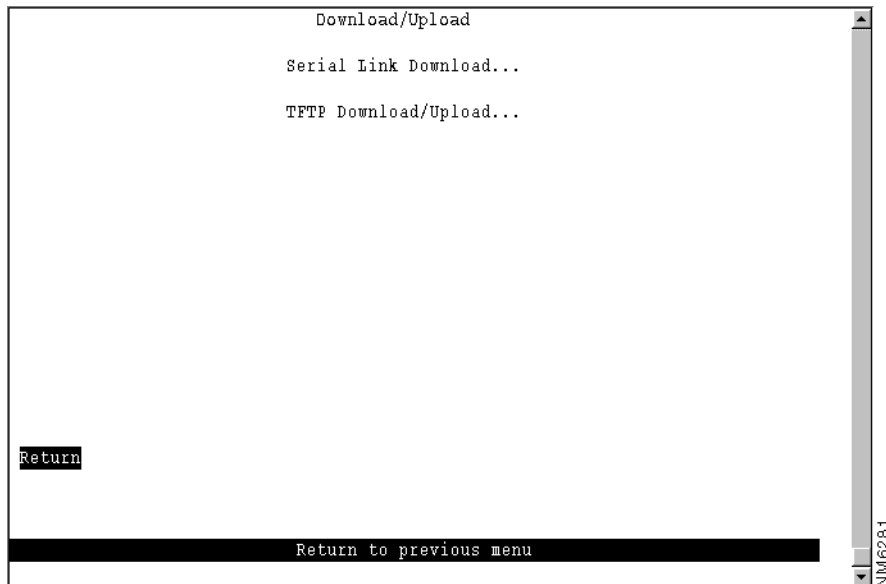 Download/Upload
Serial Link Download...
TFTP Download/Upload...
Return
Return to previous menu
NM6281